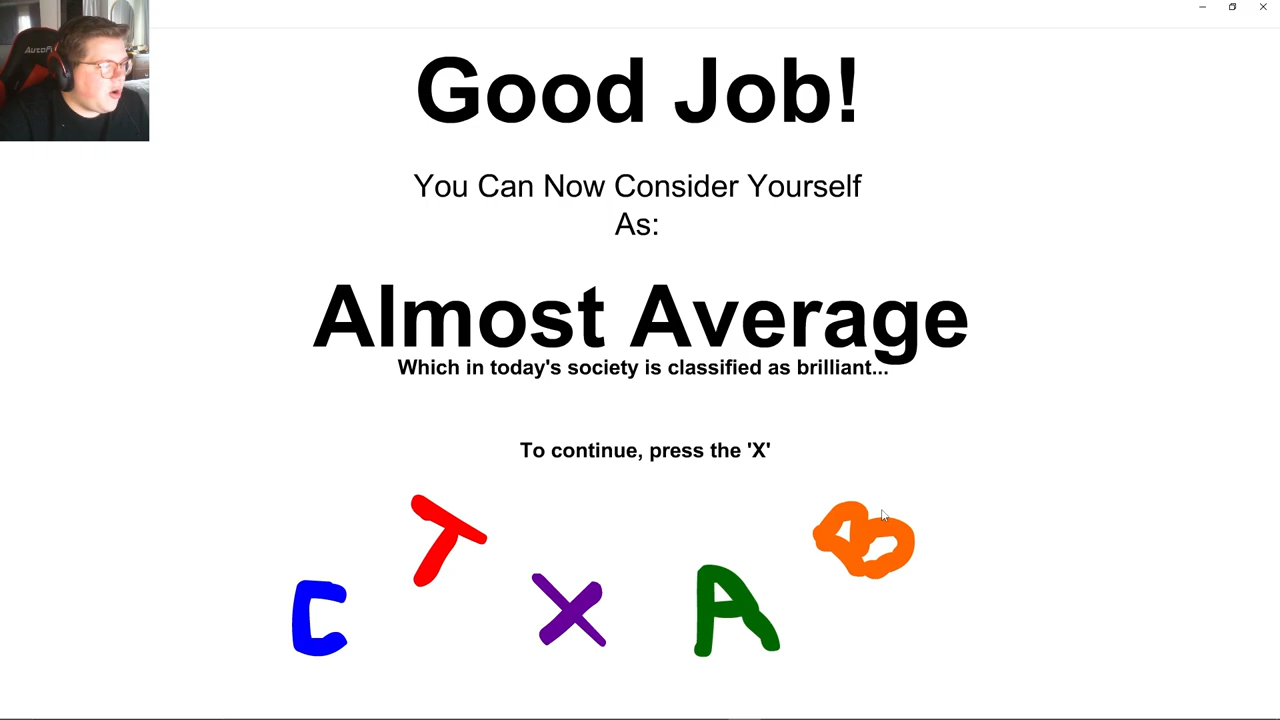 Good Job!
You Can Now Consider Yourself
As:
Almost Average
Which in today's society is classified as brilliant...
To continue, press the 'X'
C T X A B